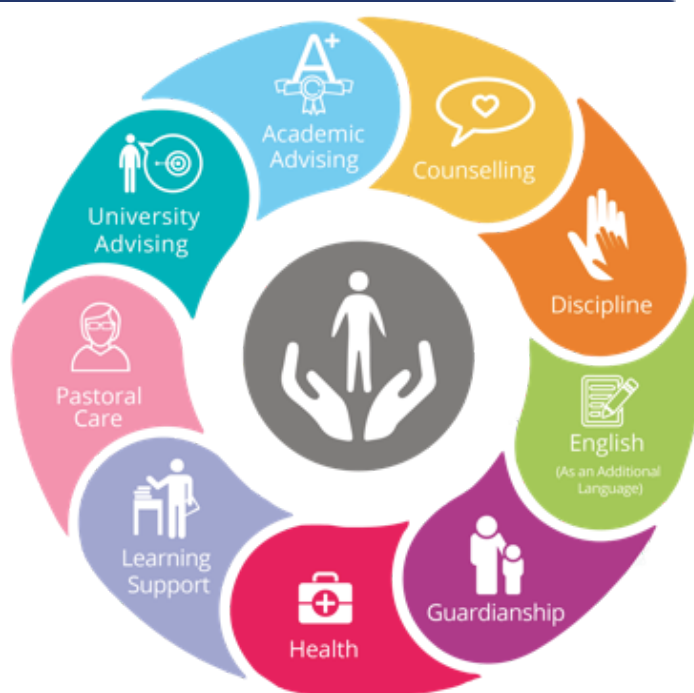 A+
Academic
Advising
Counselling
Discipline
English
(As an Additional
Language)
Guardianship
Health
Learning
Support
Pastoral
Care
University
Advising